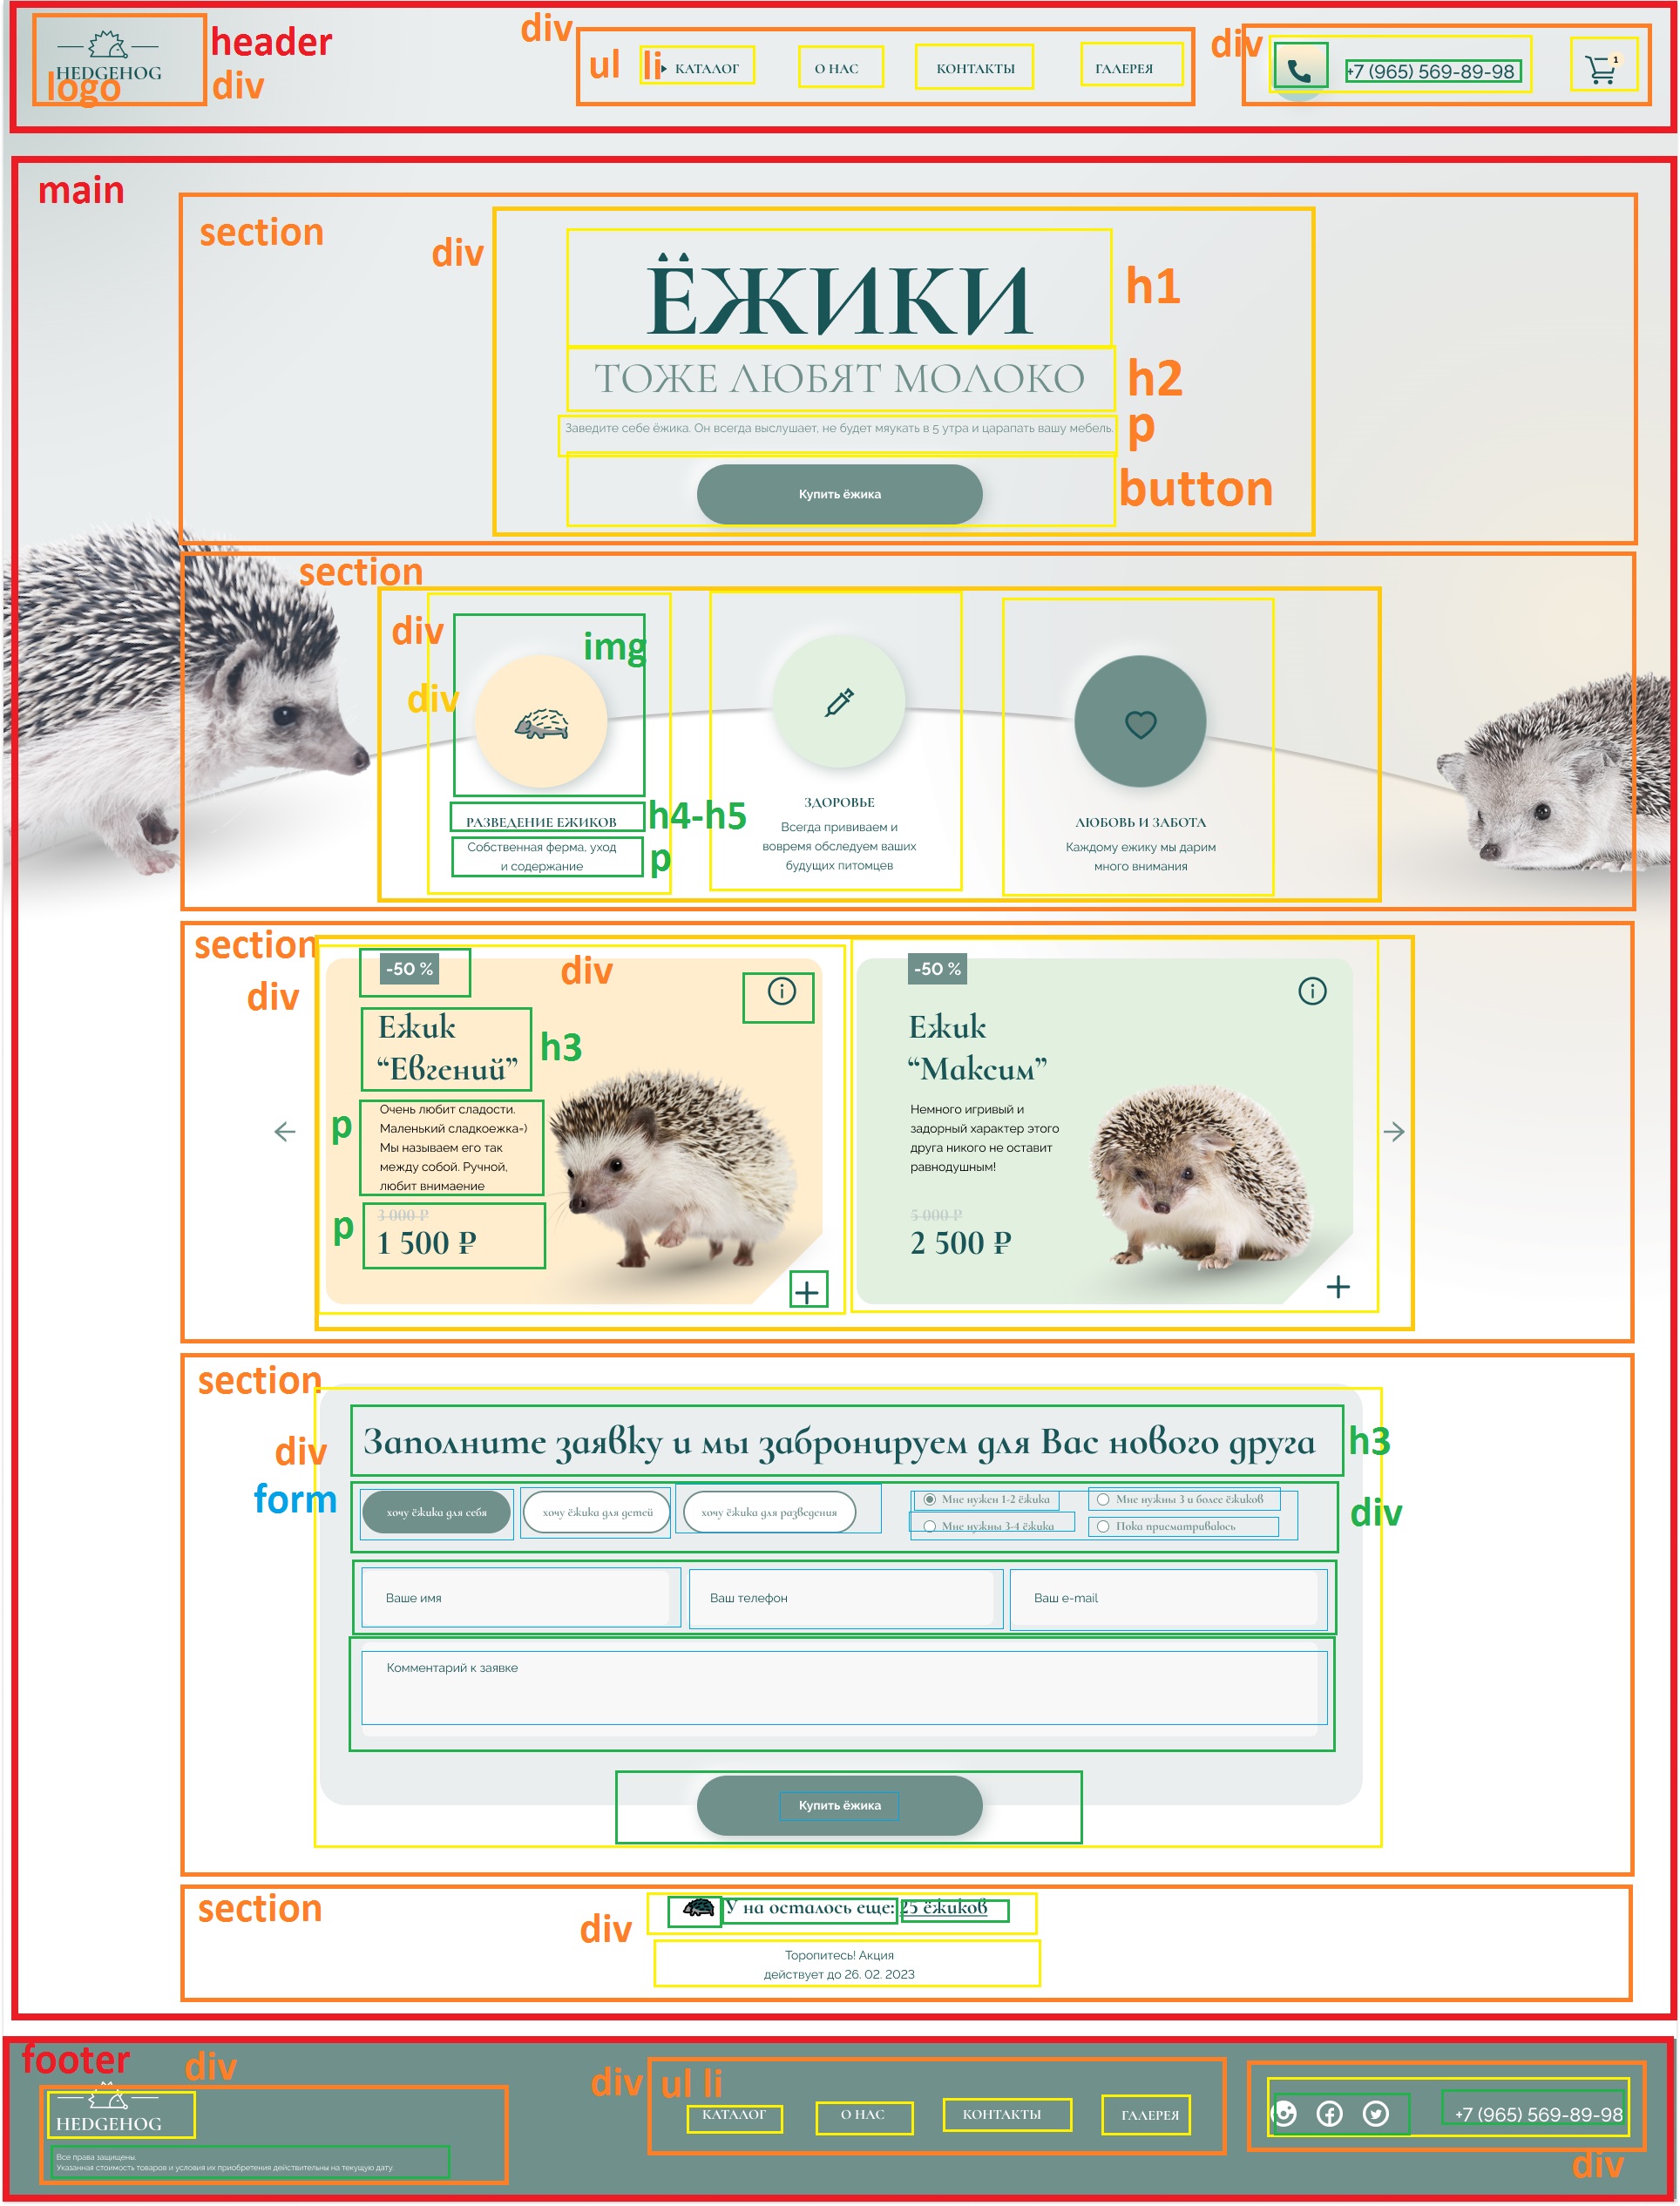 HEDGEHOG
logo
header
div
div
ul
li
КАТАЛОГ
О НАС
КОНТАКТЫ
ГАЛЕРЕЯ
div
+7 (965) 569-89-98
1
main
section
div
ЁЖИКИ
h1
ТОЖЕ ЛЮБЯТ МОЛОКО
h2
Заведите себе ёжика. Он всегда выслушает, не будет мяукать в 5 утра и царапать вашу мебель.
p
Купить ёжика
button
section
div
img
div
РАЗВЕДЕНИЕ ЕЖИКОВ
h4-h5
Собственная ферма, уход
и содержание
p
ЗДОРОВЬЕ
Всегда прививаем и
вовремя обследуем ваших
будущих питомцев
ЛЮБОВЬ И ЗАБОТА
Каждому ежику мы дарим
много внимания
section
div
div
-50 %
Ежик
“Евгений”
h3
p
Очень любит сладости.
Маленький сладкоежка=)
Мы называем его так
между собой. Ручной,
любит внимаение
p
3 000 ₽
1 500 ₽
-50 %
Ежик
“Максим”
Немного игривый и
задорный характер этого
друга никого не оставит
равнодушным!
5 000 ₽
2 500 ₽
section
div
form
Заполните заявку и мы забронируем для Вас нового друга
h3
хочу ёжика для себя
хочу ёжика для детей
хочу ёжика для разведения
Мне нужен 1-2 ёжика
Мне нужны 3 и более ёжиков
Мне нужны 3-4 ёжика
Пока присматриваюсь
div
Ваше имя
Ваш телефон
Ваш e-mail
Комментарий к заявке
Купить ёжика
section
div
У на осталось еще: 25 ёжиков
Торопитесь! Акция
действует до 26. 02. 2023
footer
div
HEDGEHOG
Все права защищены.
Указанная стоимость товаров и условия их приобретения действительны на текущую дату.
div
ul li
КАТАЛОГ
О НАС
КОНТАКТЫ
ГАЛЕРЕЯ
+7 (965) 569-89-98
div